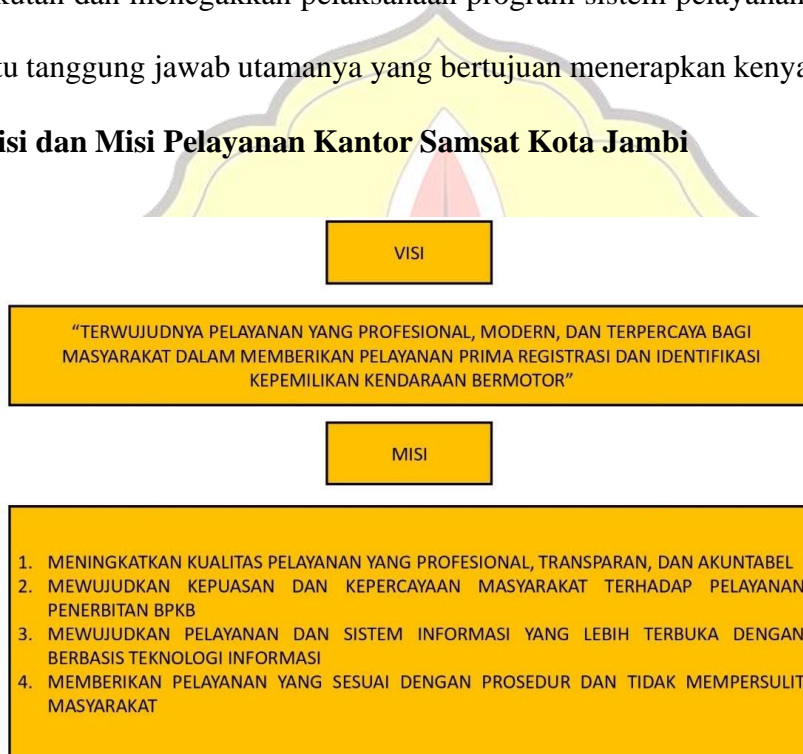 dan menegakkan pelaksanaan program sistem pelayanan
tanggung jawab utamanya yang bertujuan menerapkan
dan Misi Pelayanan Kantor Samsat Kota Jambi
VISI
“TERWUJUDNYA PELAYANAN YANG PROFESIONAL, MODERN, DAN TERPERCAYA BAGI
MASYARAKAT DALAM MEMBERIKAN PELAYANAN PRIMA REGISTRASI DAN IDENTIFIKASI
KEPEMILIKAN KENDARAAN BERMOTOR”
MISI
1. MENINGKATKAN KUALITAS PELAYANAN YANG PROFESIONAL, TRANSPARAN, DAN AKUNTABEL
2. MEWUJUDKAN KEPUASAN DAN KEPERCAYAAN MASYARAKAT TERHADAP PELAYANAN
PENERBITAN BPKB
3. MEWUJUDKAN PELAYANAN DAN SISTEM INFORMASI YANG LEBIH TERBUKA DENGAN
BERBASIS TEKNOLOGI INFORMASI
4. MEMBERIKAN PELAYANAN YANG SESUAI DENGAN PROSEDUR DAN TIDAK MEMPERSULIT
MASYARAKAT